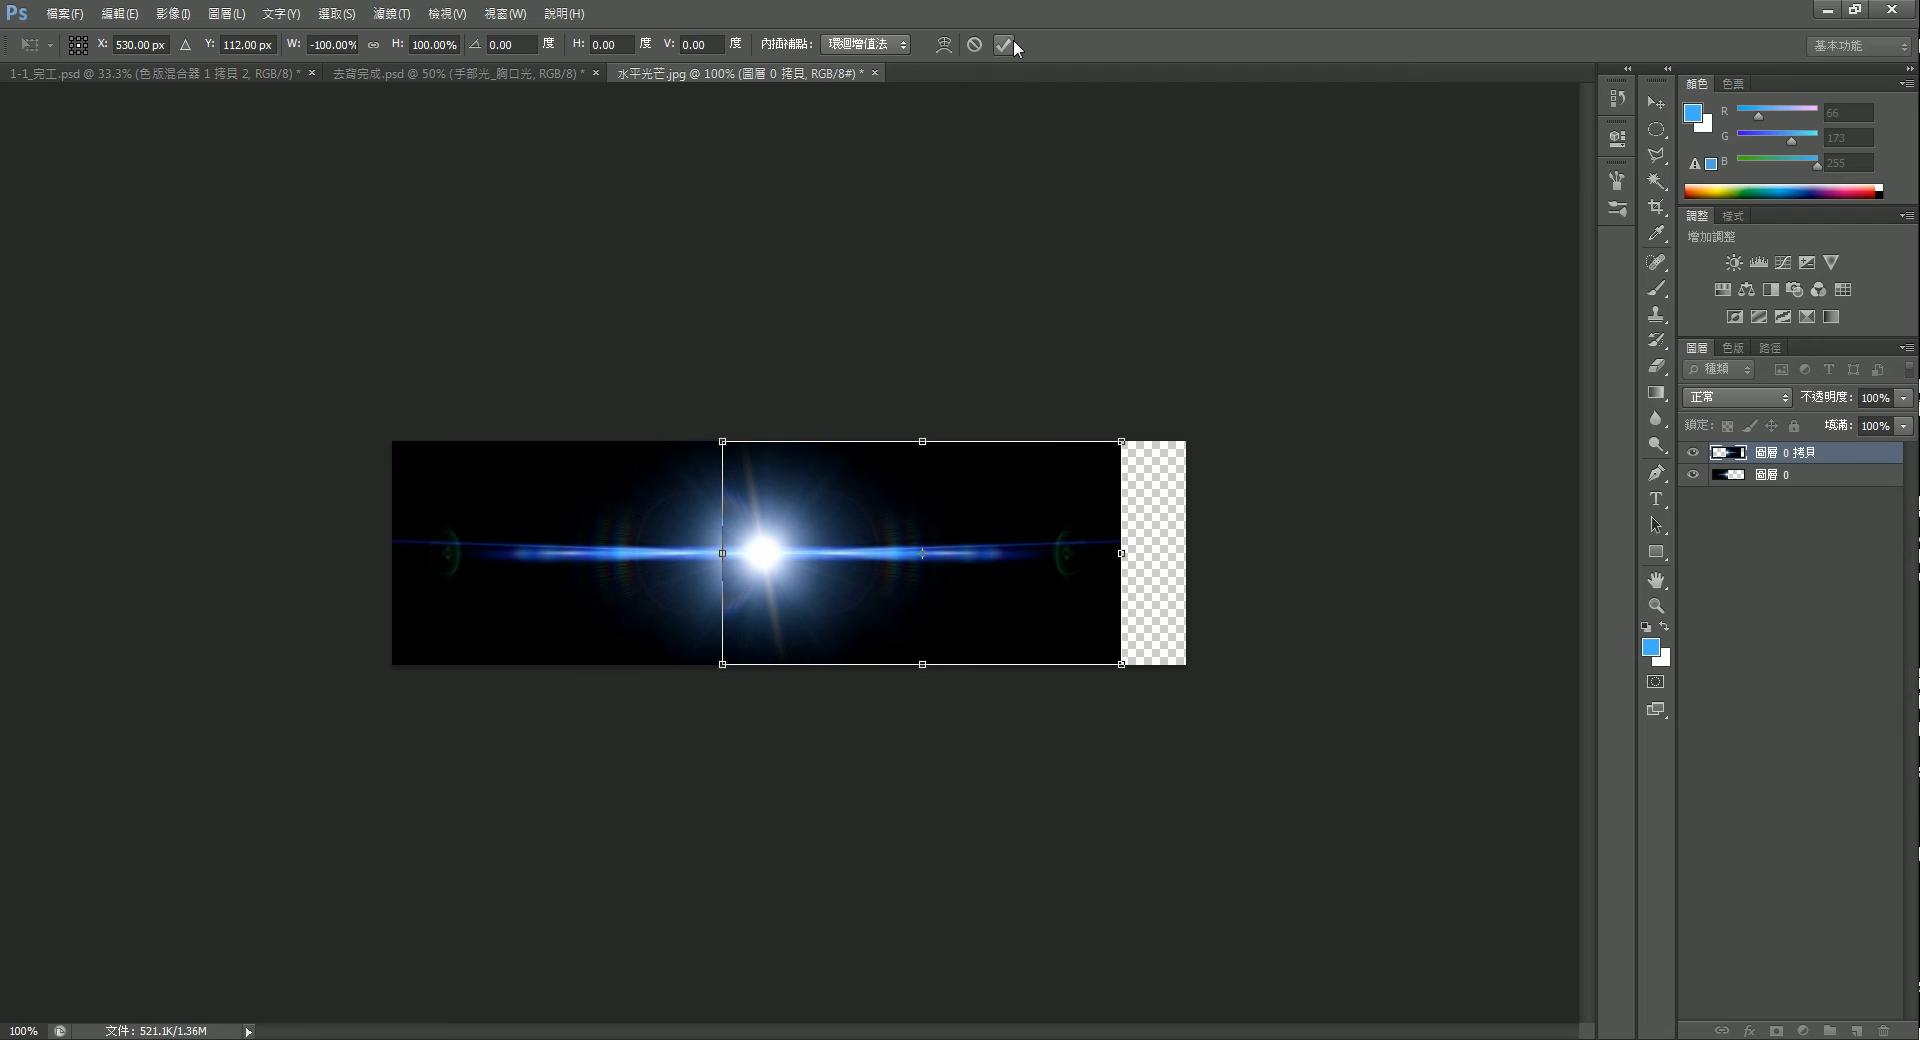 Ps 檔案(F) 編輯(E) 影像(I) 圖層(L) 文字(Y) 選取(S) 濾鏡(T) 檢視(V) 視窗(W) 說明(H)
X: 530.00 px Y: 112.00 px W: -100.00% H: 100.00% 0.00 度 H: 0.00 度 V: 0.00 度 內插補點: 環迴增值法 基本功能
1-1_完工.psd @ 33.3% (色版混合器 1 拷貝 2, RGB/8) * × 去背完成.psd @ 50% (手部光_胸口光, RGB/8) * × 水平光芒.jpg @ 100% (圖層 0 拷貝, RGB/8#) * ×
顏色 色票
R 66
G 173
B 255
調整 樣式
增加調整
圖層 色版 路徑
種類
正常 不透明度: 100%
鎖定: 填滿: 100%
圖層 0 拷貝
圖層 0
100% 文件: 521.1K/1.36M